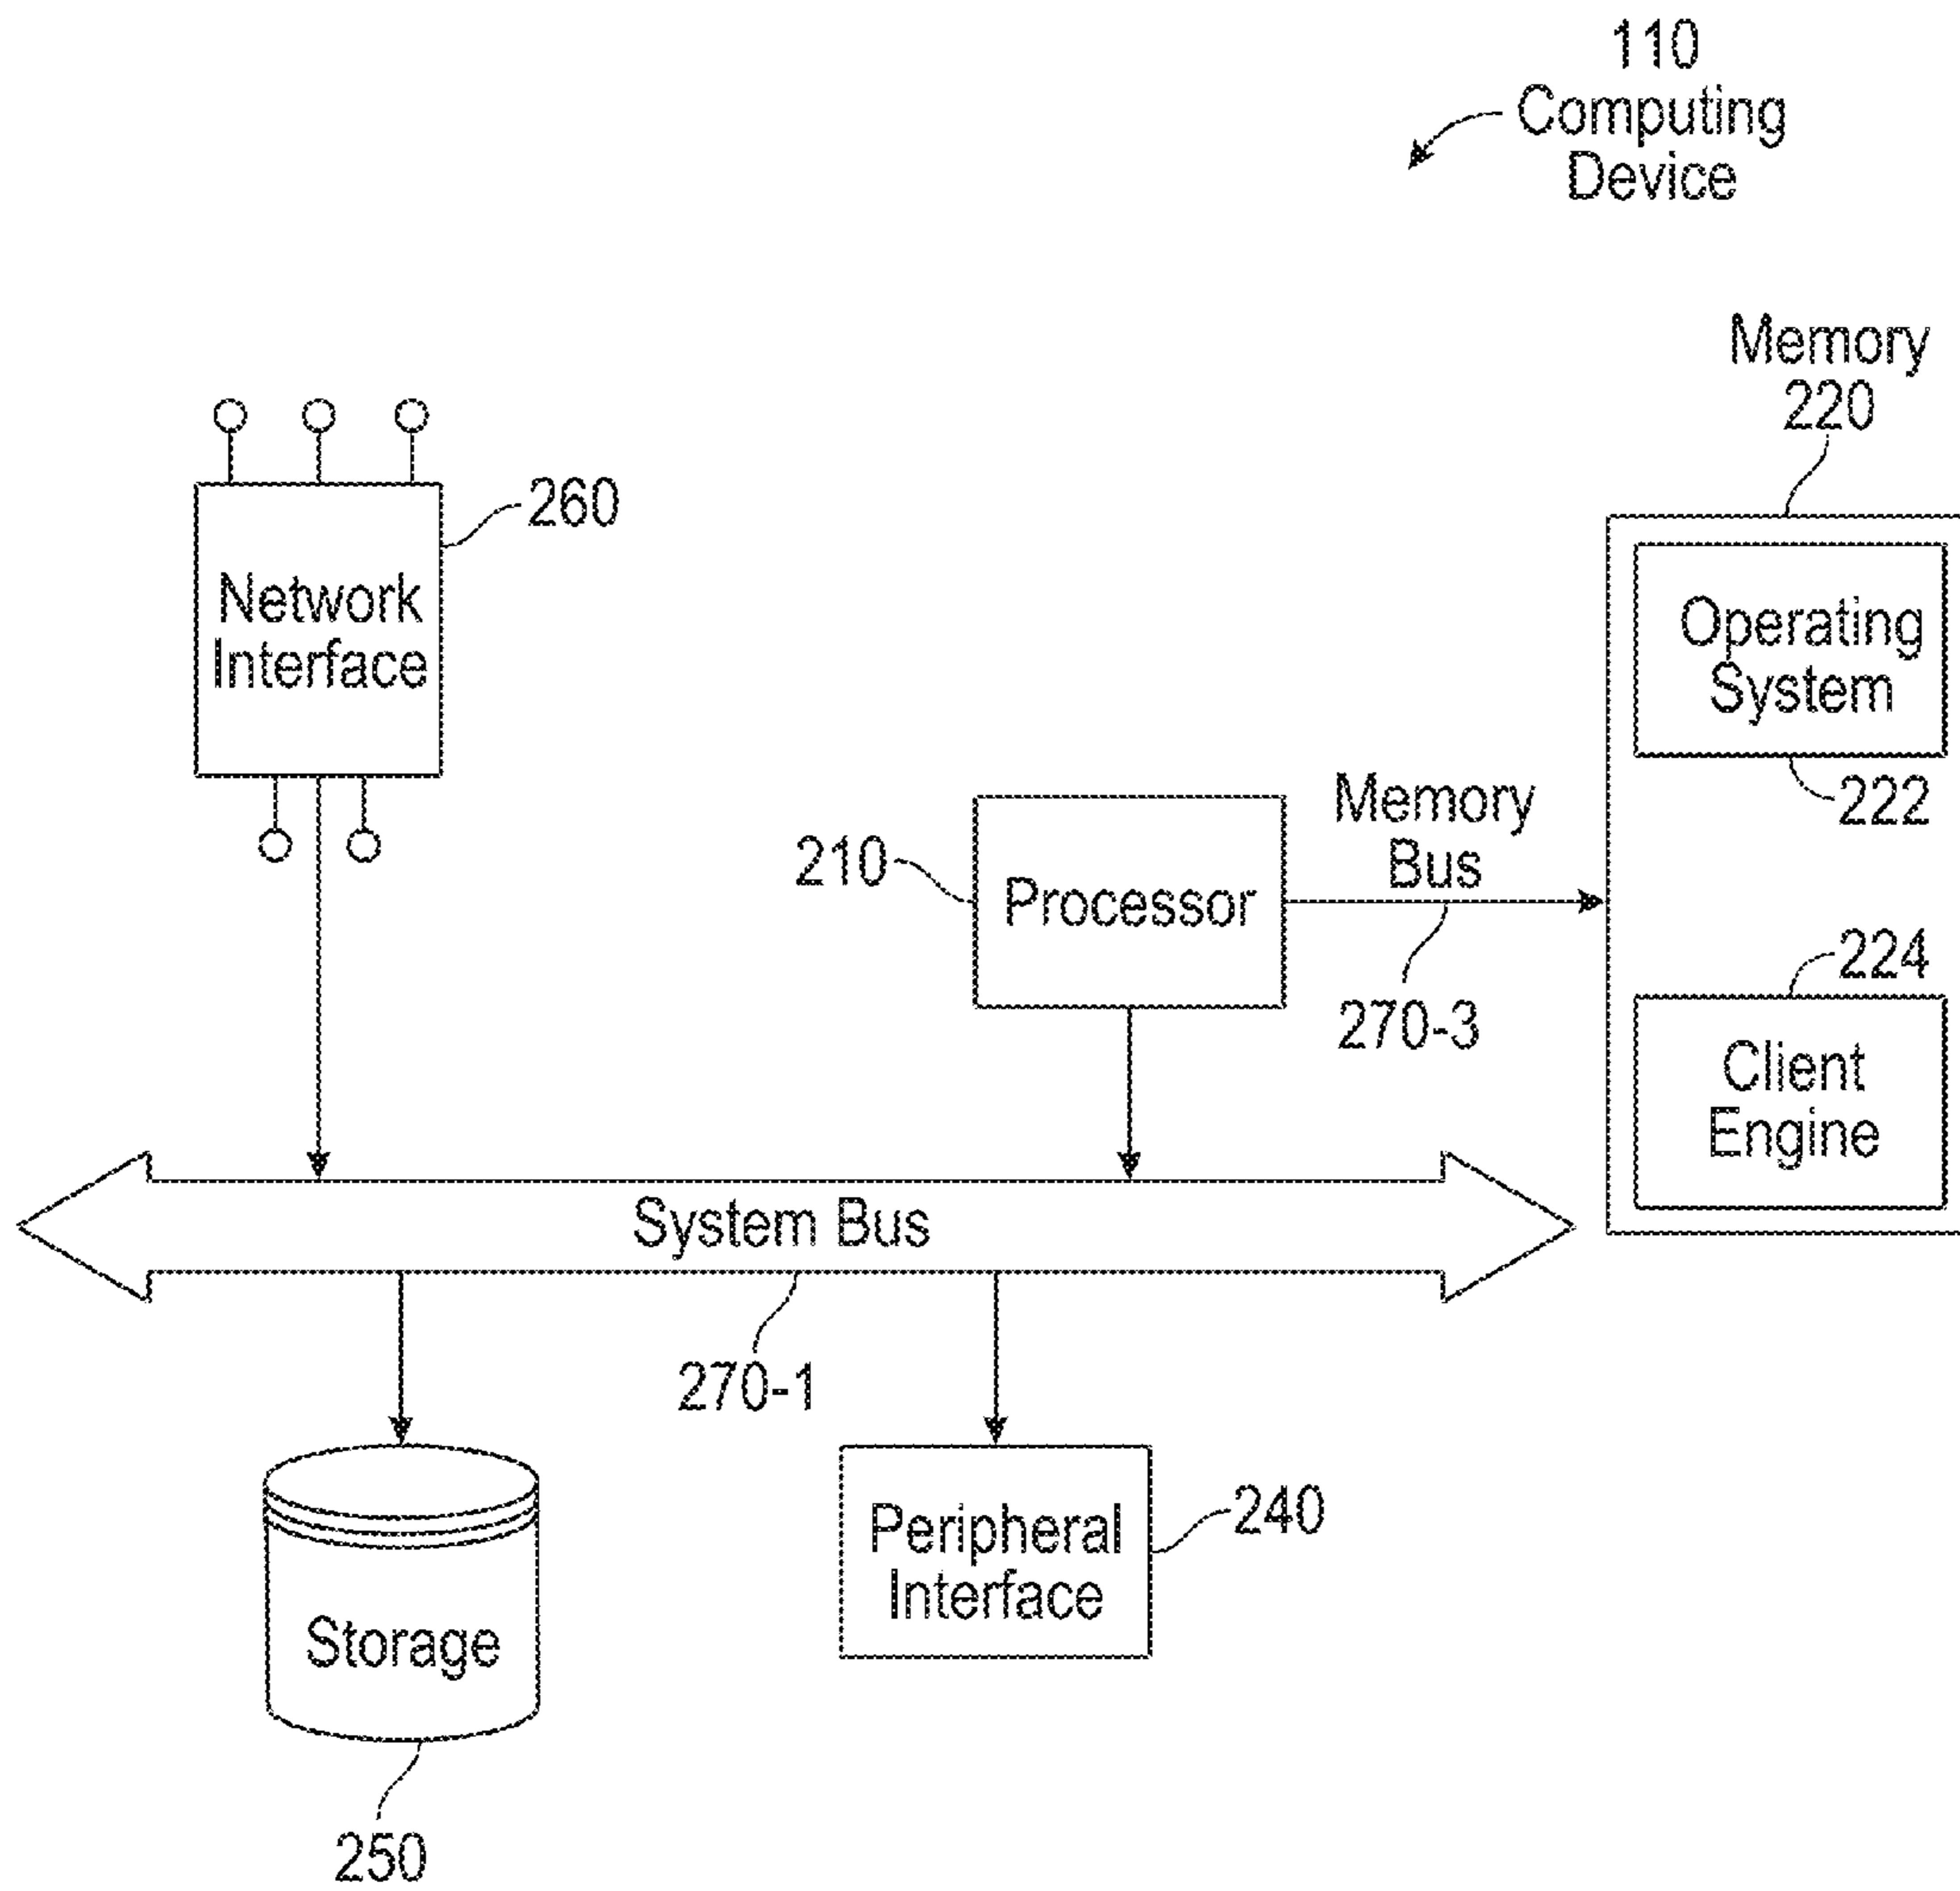 110
Computing
Device
Memory
220
260
Network
Interface
Operating
System
222
Memory
Bus
210
Processor
270-3
224
Client
Engine
System Bus
270-1
Storage
250
Peripheral
Interface
240